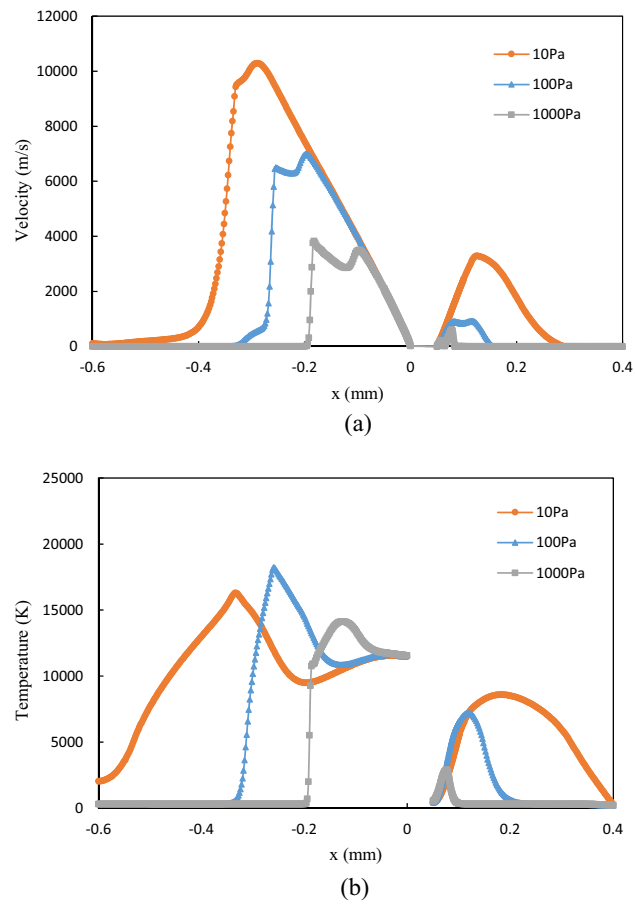 12000
10000
8000
6000
4000
2000
0
Velocity (m/s)
10Pa
100Pa
1000Pa
-0.6 -0.4 -0.2 0 0.2 0.4
x (mm)
(a)
25000
20000
15000
10000
5000
0
Temperature (K)
10Pa
100Pa
1000Pa
-0.6 -0.4 -0.2 0 0.2 0.4
x (mm)
(b)